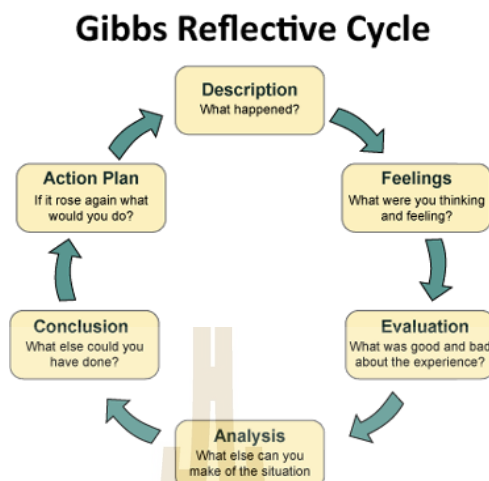 Gibbs Reflective Cycle
Description
What happened?
Feelings
What were you thinking
and feeling?
Evaluation
What was good and bad
about the experience?
Analysis
What else can you
make of the situation
Conclusion
What else could you
have done?
Action Plan
If it rose again what
would you do?